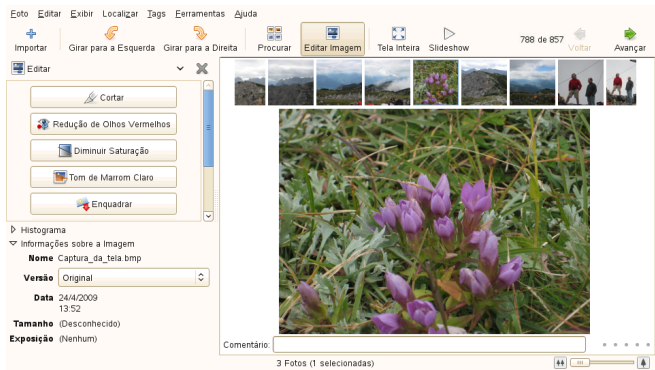 Foto Editar Exibir Localizar Tags Ferramentas Ajuda
Importar Girar para a Esquerda Girar para a Direita Procurar Editar Imagem Tela Inteira Slideshow 788 de 857 Voltar Avançar
Editar
Cortar
Redução de Olhos Vermelhos
Diminuir Saturação
Tom de Marrom Claro
Enquadrar
Histograma
Informações sobre a Imagem
Nome Captura_da_tela.bmp
Versão Original
Data 24/4/2009
13:52
Tamanho (Desconhecido)
Exposição (Nenhum)
Comentário:
3 Fotos (1 selecionadas)